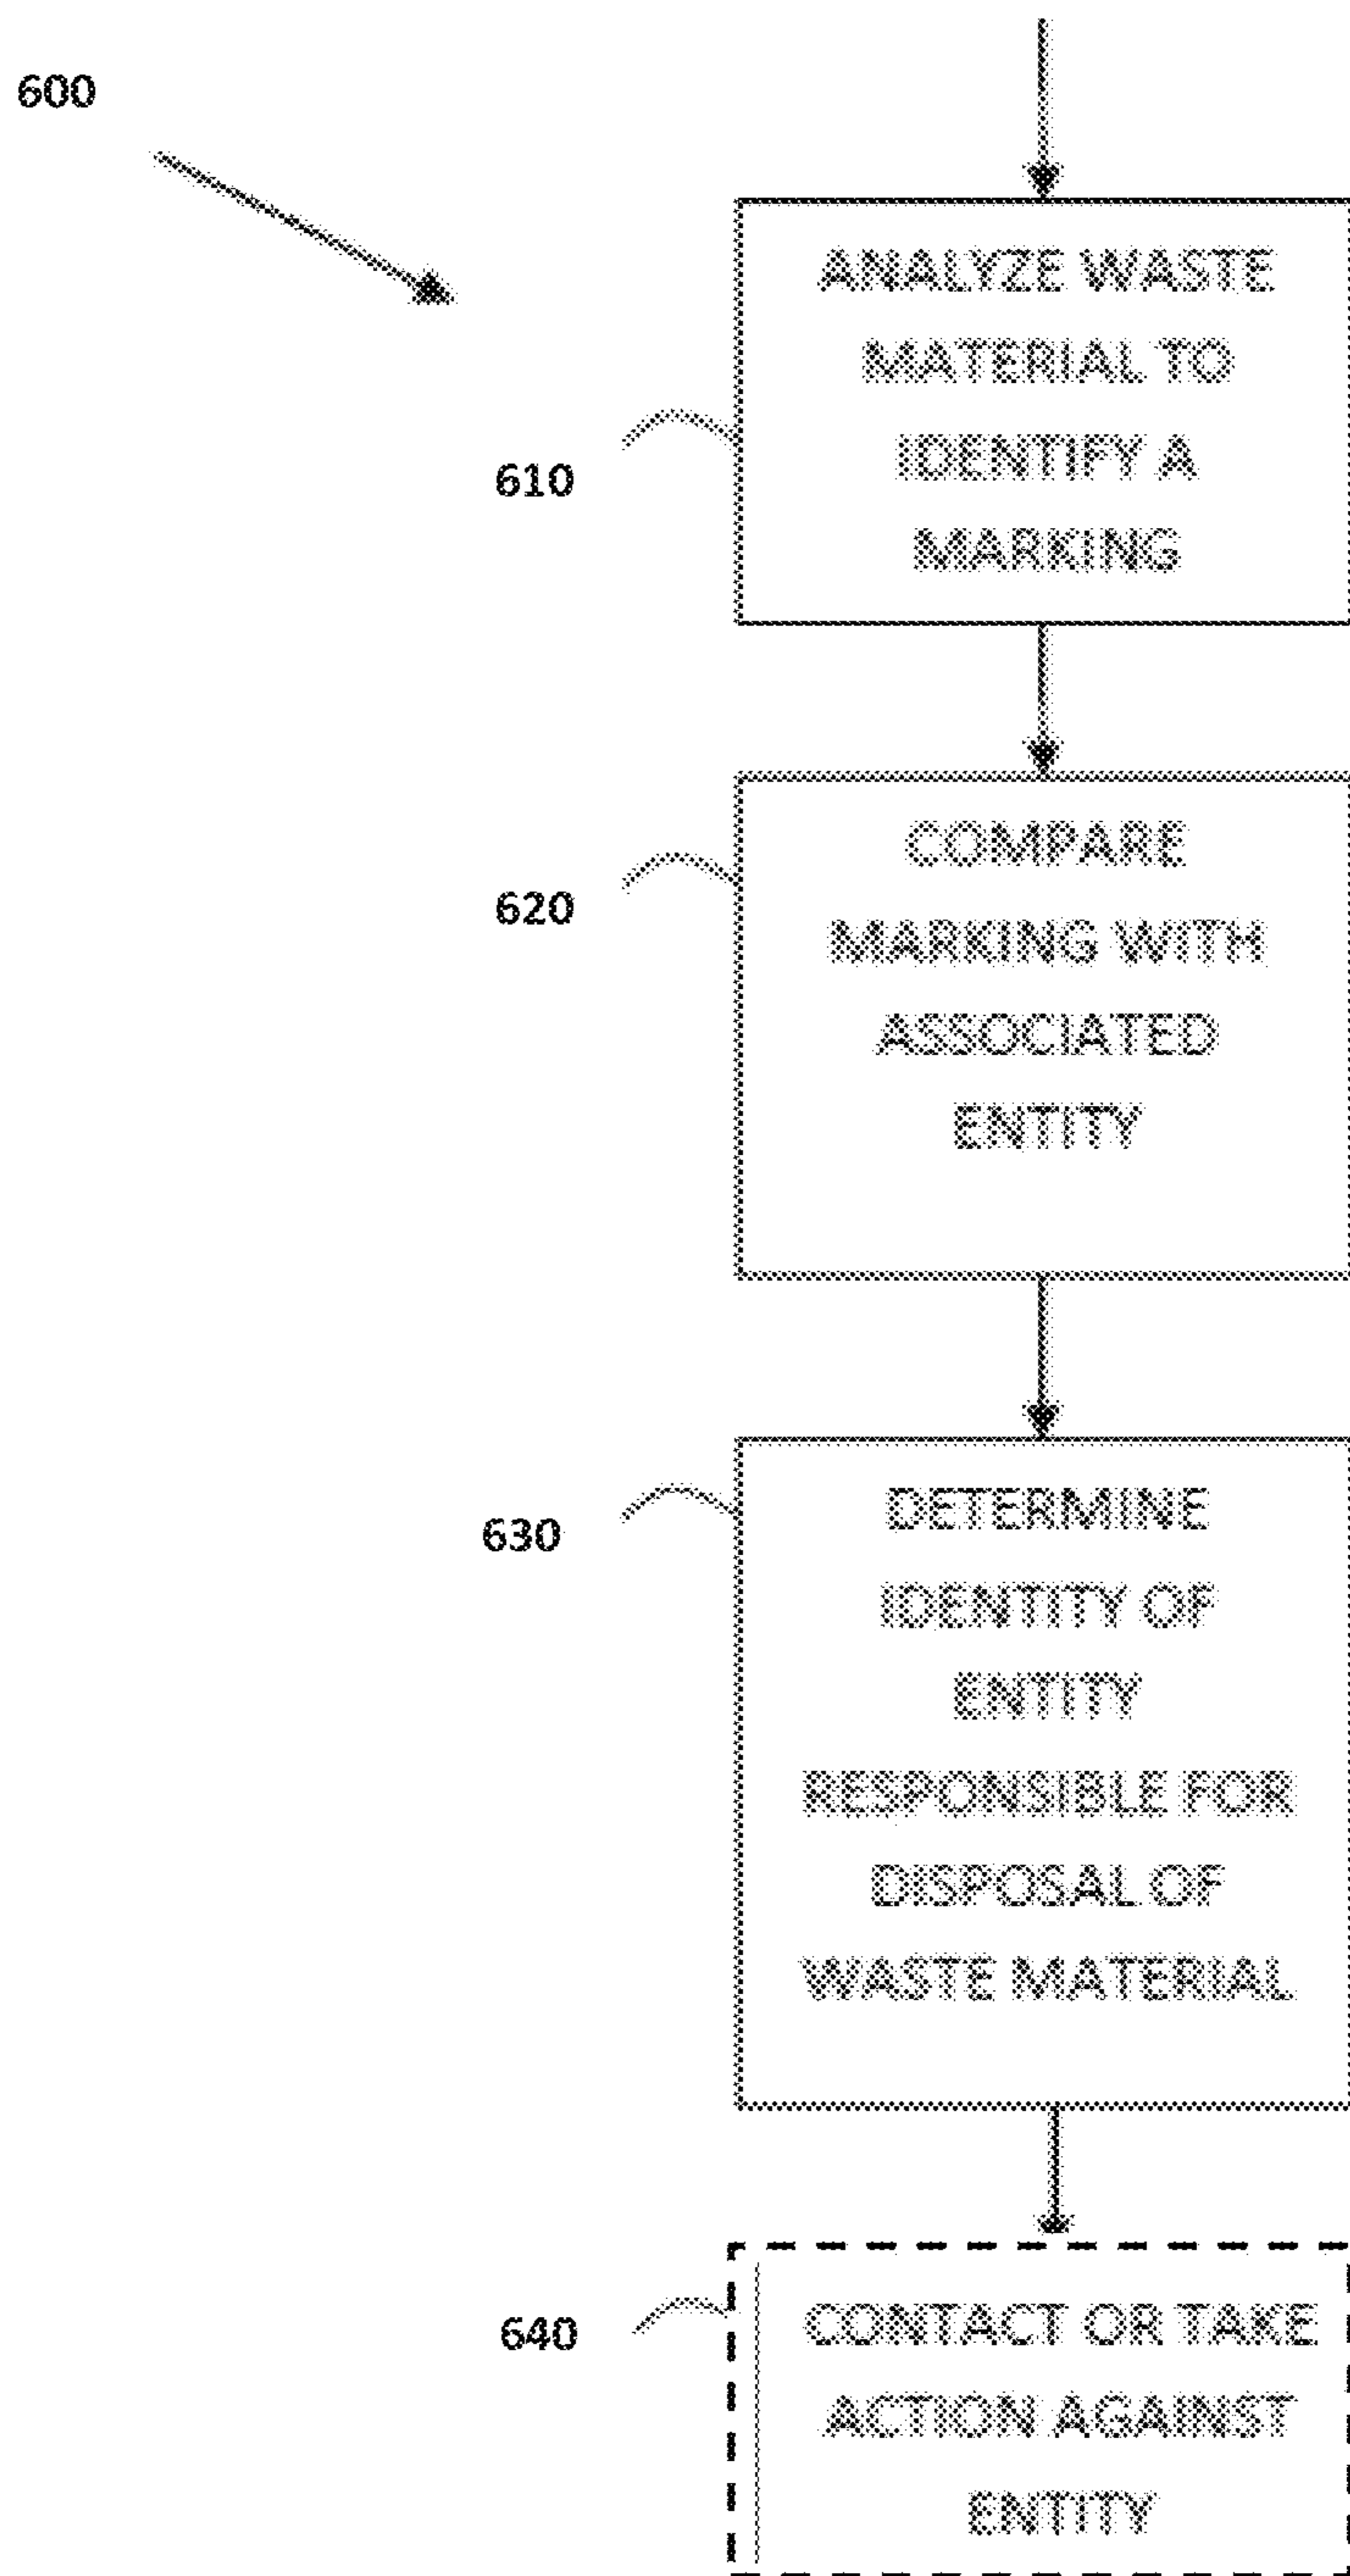 600
ANALYZE WASTE
MATERIAL TO
IDENTIFY A
MARKING
610
COMPARE
MARKING WITH
ASSOCIATED
ENTITY
620
DETERMINE
IDENTITY OF
ENTITY
RESPONSIBLE FOR
DISPOSAL OF
WASTE MATERIAL
630
CONTACT OR TAKE
ACTION AGAINST
ENTITY
640